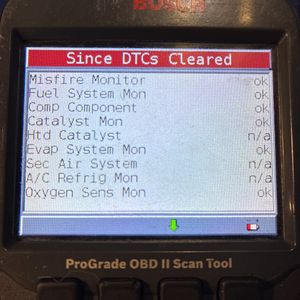 BOSCH
Since DTCs Cleared
Misfire Monitor ok
Fuel System Mon ok
Comp Component ok
Catalyst Mon ok
Htd Catalyst n/a
Evap System Mon ok
Sec Air System n/a
A/C Refrig Mon n/a
Oxygen Sens Mon ok
ProGrade OBD II Scan Tool